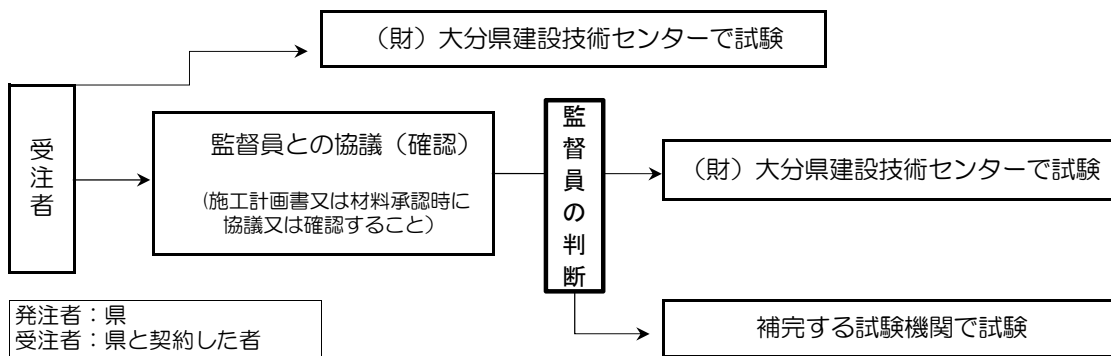 （財）大分県建設技術センターで試験
受注者
監督員との協議（確認）
(施工計画書又は材料承認時に
協議又は確認すること）
監督員の判断
（財）大分県建設技術センターで試験
補完する試験機関で試験
発注者：県
受注者：県と契約した者